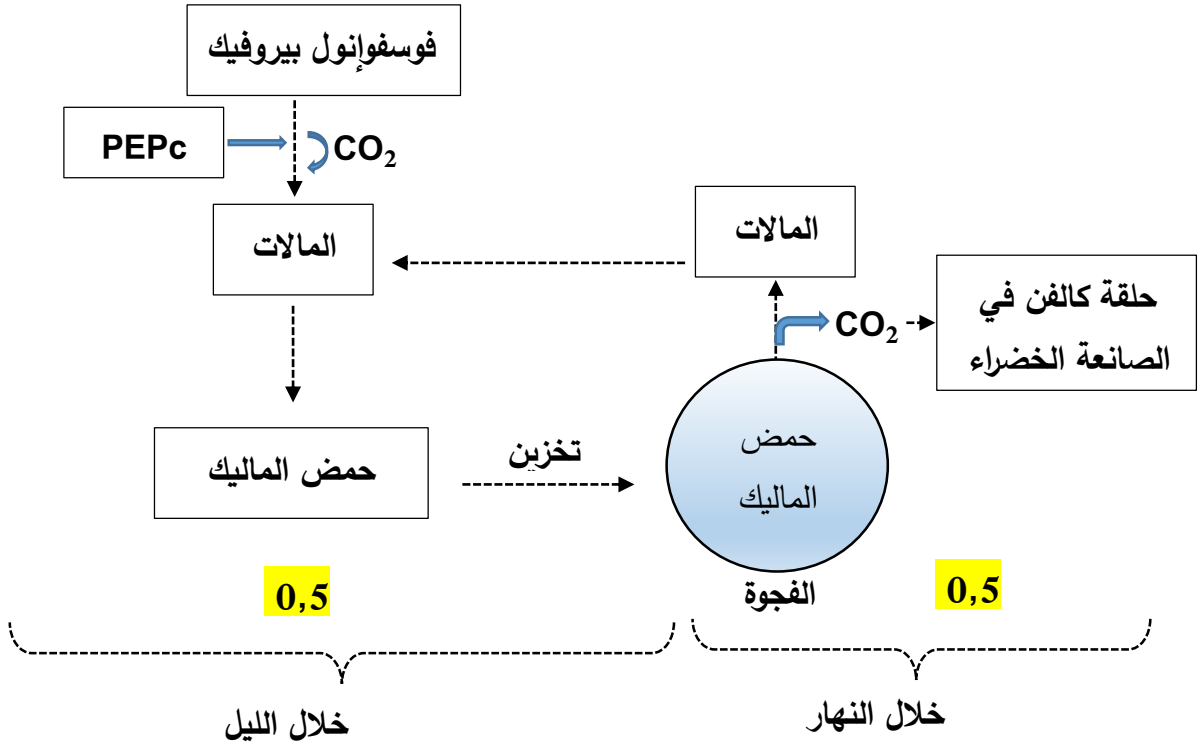 فوسفوإنول بيروفيك
PEPc
CO2
المالات
المالات
حلقة كالفن في
الصانعة الخضراء
CO2
حمض الماليك
تخزين
حمض
الماليك
الفجوة
0,5
0,5
خلال الليل
خلال النهار